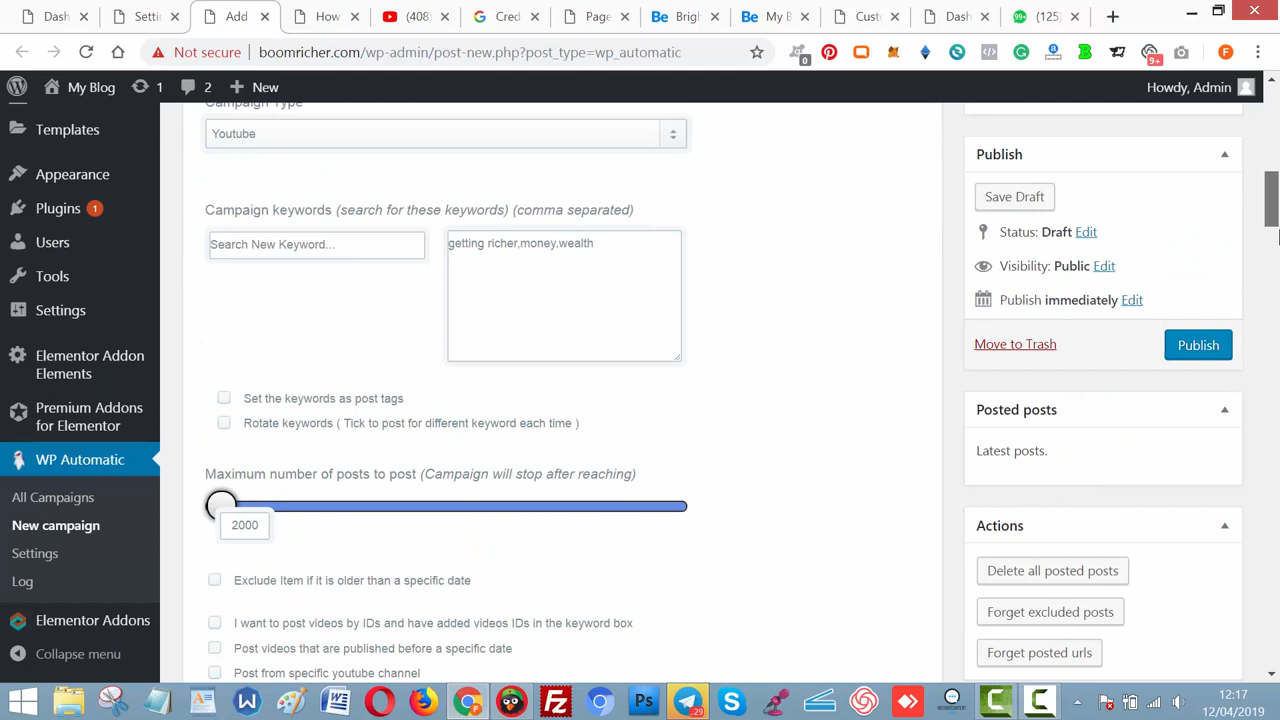 Dash
Setti
Add
How
(408)
Cred
Page
Brigh
My B
Custo
Dash
99+
(125)
Not secure
boomricher.com/wp-admin/post-new.php?post_type=wp_automatic
0
9+
F
My Blog
1
2
New
Howdy, Admin
Templates
Appearance
Plugins 1
Users
Tools
Settings
Elementor Addon
Elements
Premium Addons
for Elementor
WP Automatic
All Campaigns
New campaign
Settings
Log
Elementor Addons
Collapse menu
Campaign Type
Youtube
Campaign keywords (search for these keywords) (comma separated)
Search New Keyword...
getting richer,money,wealth
Set the keywords as post tags
Rotate keywords ( Tick to post for different keyword each time )
Maximum number of posts to post (Campaign will stop after reaching)
2000
Exclude Item if it is older than a specific date
I want to post videos by IDs and have added videos IDs in the keyword box
Post videos that are published before a specific date
Post from specific youtube channel
Publish
Save Draft
Status: Draft Edit
Visibility: Public Edit
Publish immediately Edit
Move to Trash
Publish
Posted posts
Latest posts.
Actions
Delete all posted posts
Forget excluded posts
Forget posted urls
29
12:17
12/04/2019